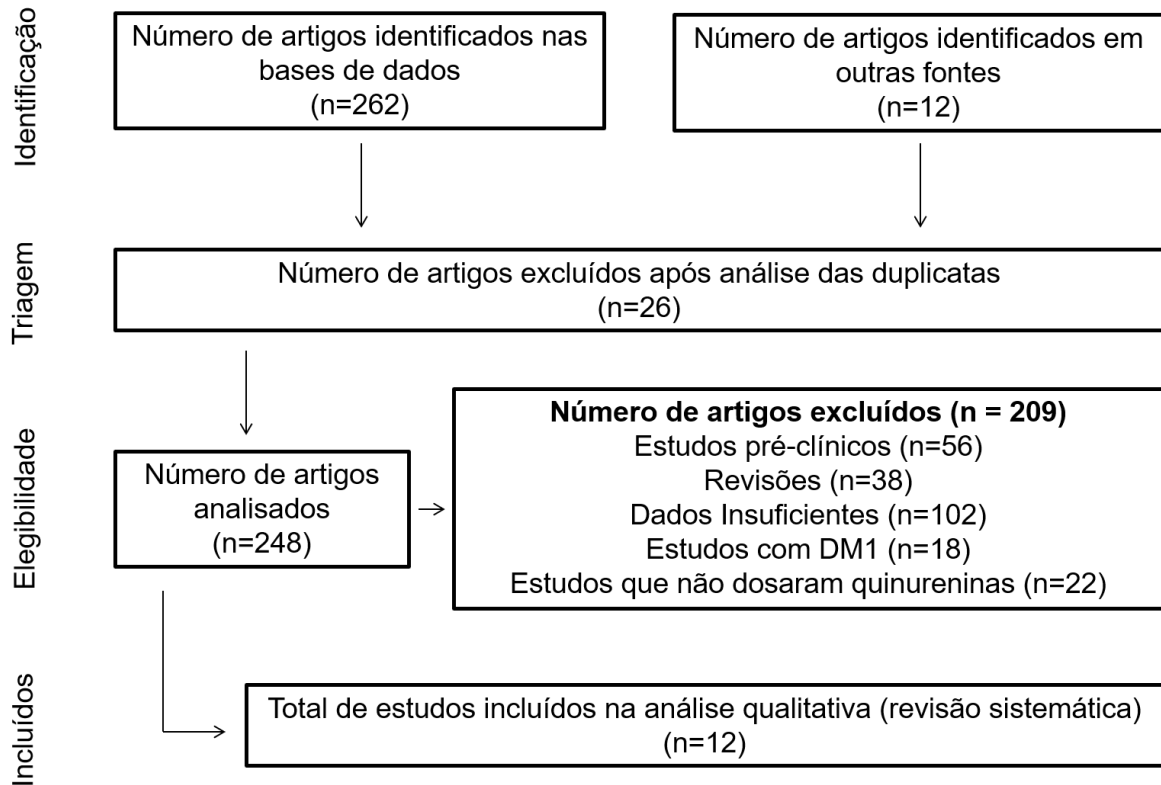 Identificação
Número de artigos identificados nas
bases de dados
(n=262)
Número de artigos identificados em
outras fontes
(n=12)
Triagem
Número de artigos excluídos após análise das duplicatas
(n=26)
Elegibilidade
Número de artigos
analisados
(n=248)
Número de artigos excluídos (n = 209)
Estudos pré-clínicos (n=56)
Revisões (n=38)
Dados Insuficientes (n=102)
Estudos com DM1 (n=18)
Estudos que não dosaram quinureninas (n=22)
Incluídos
Total de estudos incluídos na análise qualitativa (revisão sistemática)
(n=12)